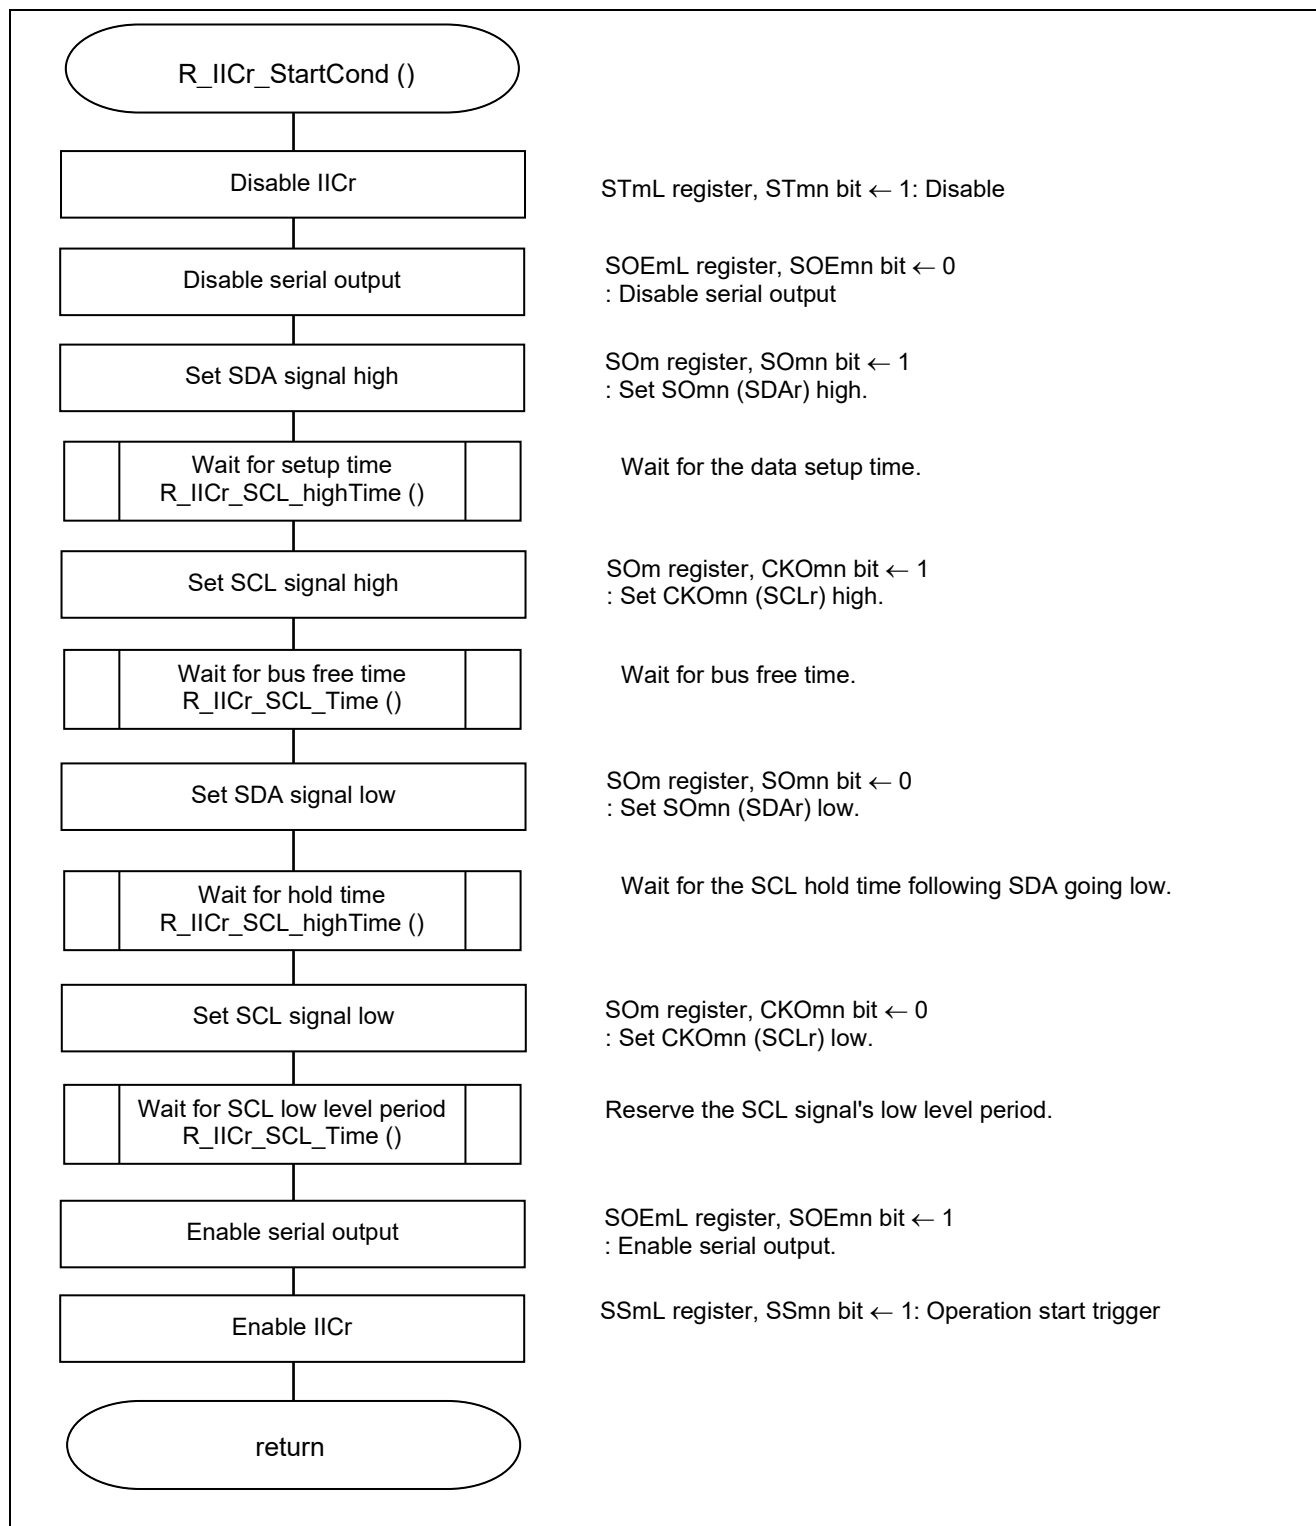 R_IICr_StartCond ()
Disable IICr
STmL register, STmn bit ← 1: Disable
Disable serial output
SOEmL register, SOEmn bit ← 0
: Disable serial output
Set SDA signal high
SOm register, SOmn bit ← 1
: Set SOmn (SDAr) high.
Wait for setup time
R_IICr_SCL_highTime ()
Wait for the data setup time.
Set SCL signal high
SOm register, CKOmn bit ← 1
: Set CKOmn (SCLr) high.
Wait for bus free time
R_IICr_SCL_Time ()
Wait for bus free time.
Set SDA signal low
SOm register, SOmn bit ← 0
: Set SOmn (SDAr) low.
Wait for hold time
R_IICr_SCL_highTime ()
Wait for the SCL hold time following SDA going low.
Set SCL signal low
SOm register, CKOmn bit ← 0
: Set CKOmn (SCLr) low.
Wait for SCL low level period
R_IICr_SCL_Time ()
Reserve the SCL signal's low level period.
Enable serial output
SOEmL register, SOEmn bit ← 1
: Enable serial output.
Enable IICr
SSmL register, SSmn bit ← 1: Operation start trigger
return